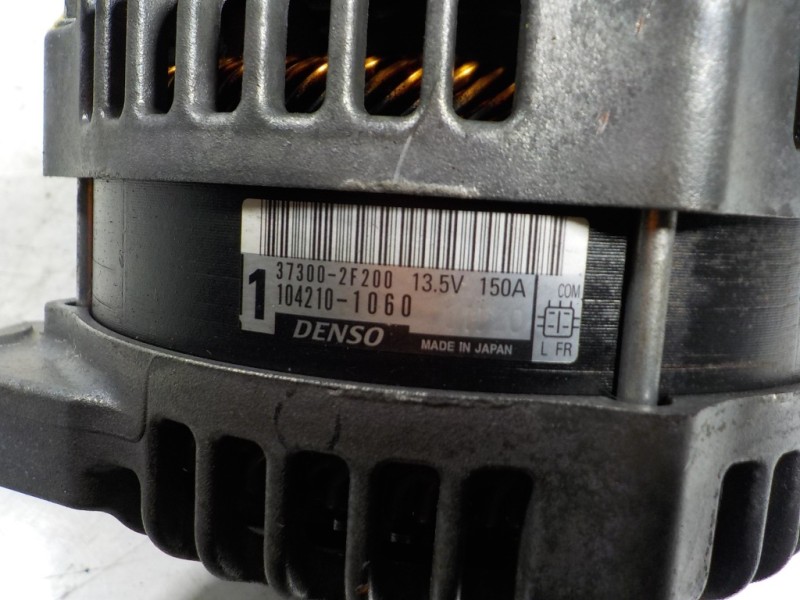 37300-2F200 13.5V 150A
1 104210-1060
DENSO MADE IN JAPAN
COM
L FR